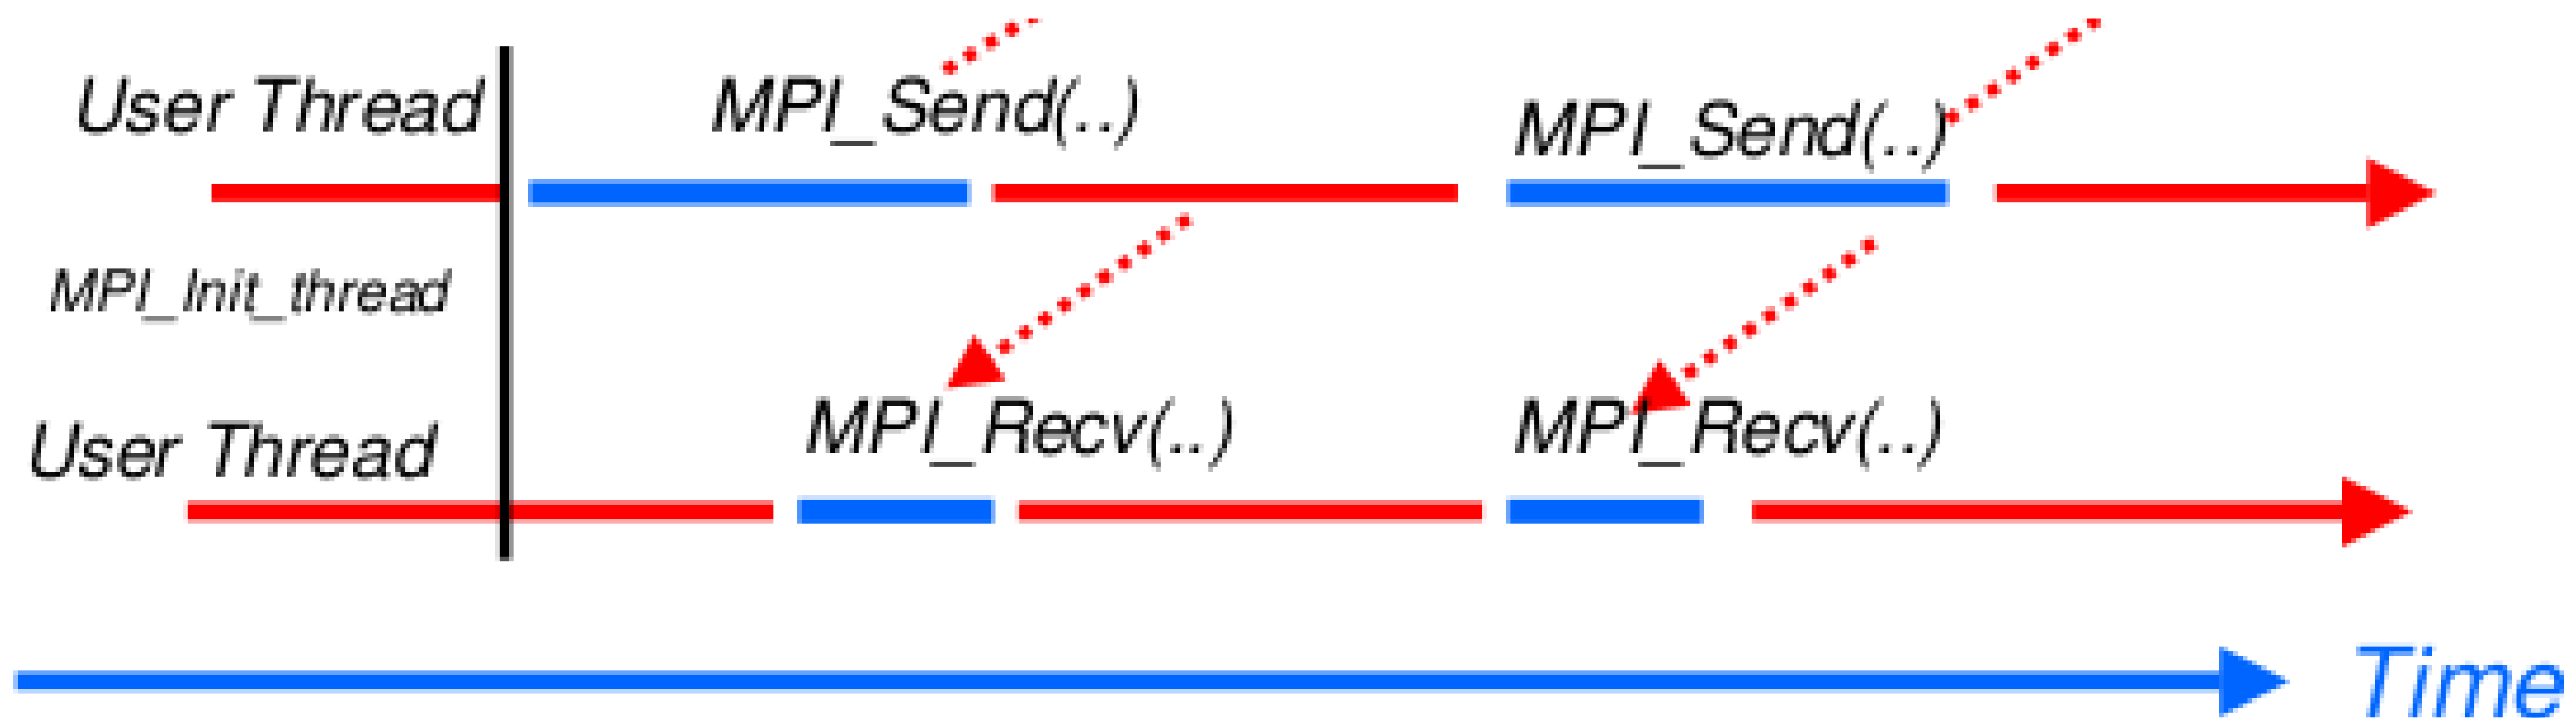 User Thread
MPI_Send(..)
MPI_Send(..)
MPI_Init_thread
User Thread
MPI_Recv(..)
MPI_Recv(..)
Time